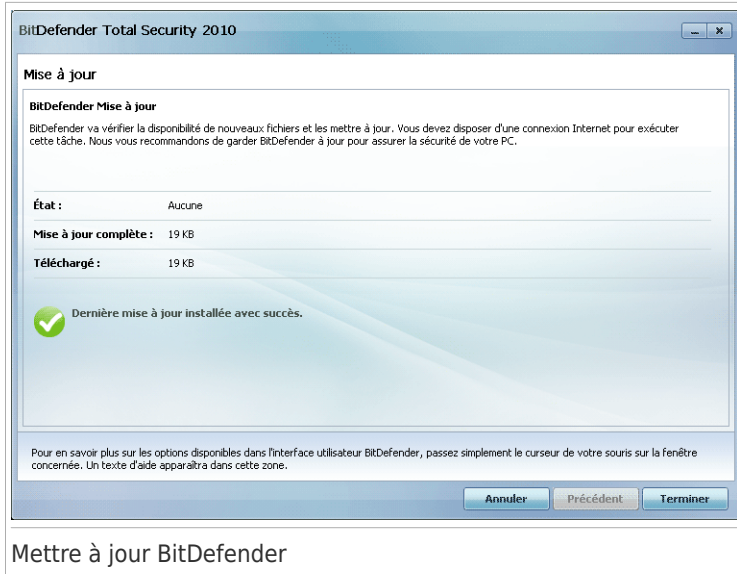 BitDefender Total Security 2010
Mise à jour
BitDefender Mise à jour
BitDefender va vérifier la disponibilité de nouveaux fichiers et les mettre à jour. Vous devez disposer d'une connexion Internet pour exécuter
cette tâche. Nous vous recommandons de garder BitDefender à jour pour assurer la sécurité de votre PC.
État : Aucune
Mise à jour complète : 19 KB
Téléchargé : 19 KB
Dernière mise à jour installée avec succès.
Pour en savoir plus sur les options disponibles dans l'interface utilisateur BitDefender, passez simplement le curseur de votre souris sur la fenêtre
concernée. Un texte d'aide apparaîtra dans cette zone.
Annuler Précédent Terminer
Mettre à jour BitDefender